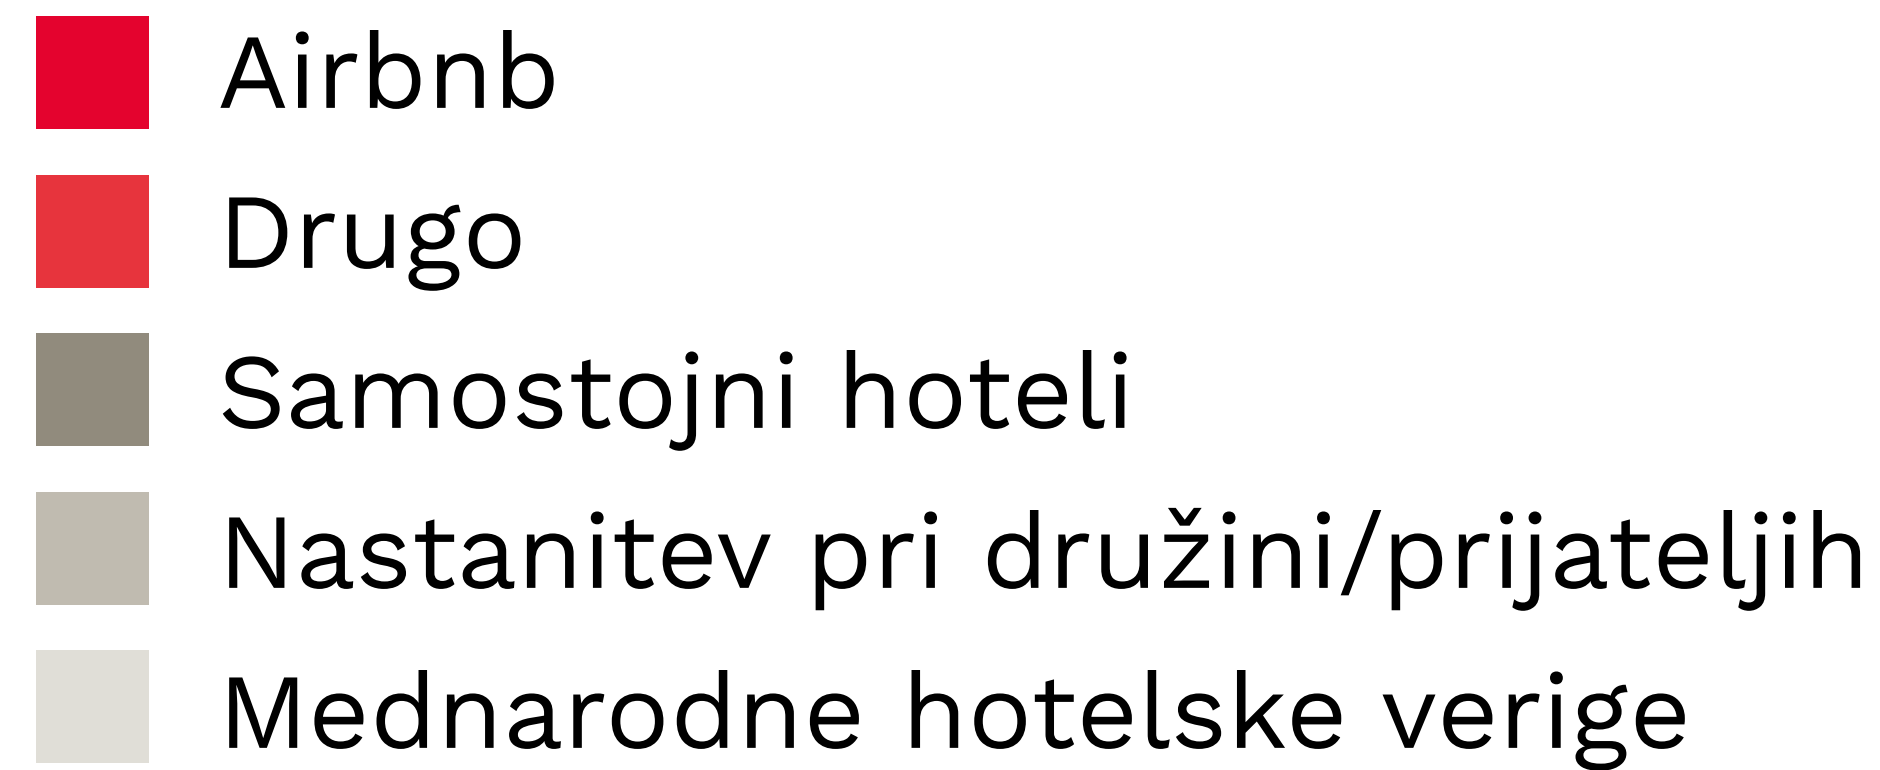 Airbnb
Drugo
Samostojni hoteli
Nastanitev pri družini/prijateljih
Mednarodne hotelske verige